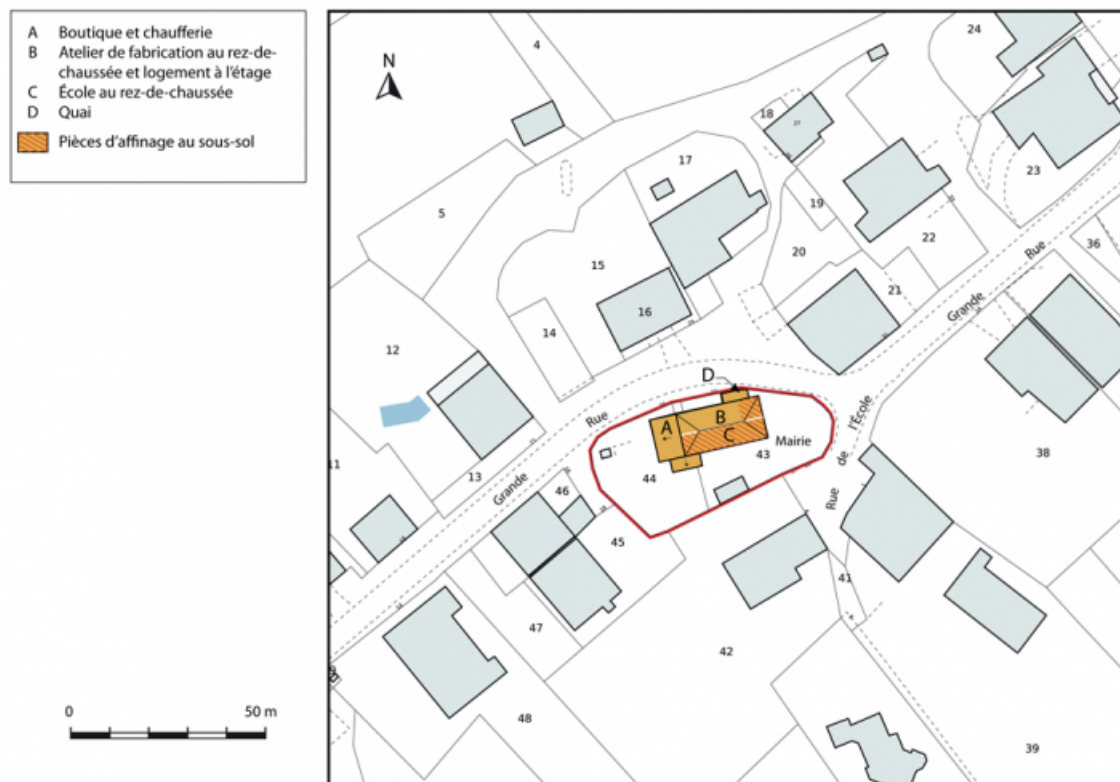 A Boutique et chaufferie
B Atelier de fabrication au rez-de-
chaussée et logement à l'étage
C École au rez-de-chaussée
D Quai
Pièces d'affinage au sous-sol
N
4
24
18
17
23
5
19
22
20
15
36
Rue
21
16
Grande
14
12
D
Rue
A
B
C
Mairie
Rue de l'École
43
38
11
13
44
Grande
46
45
41
47
42
0 50 m
48
39